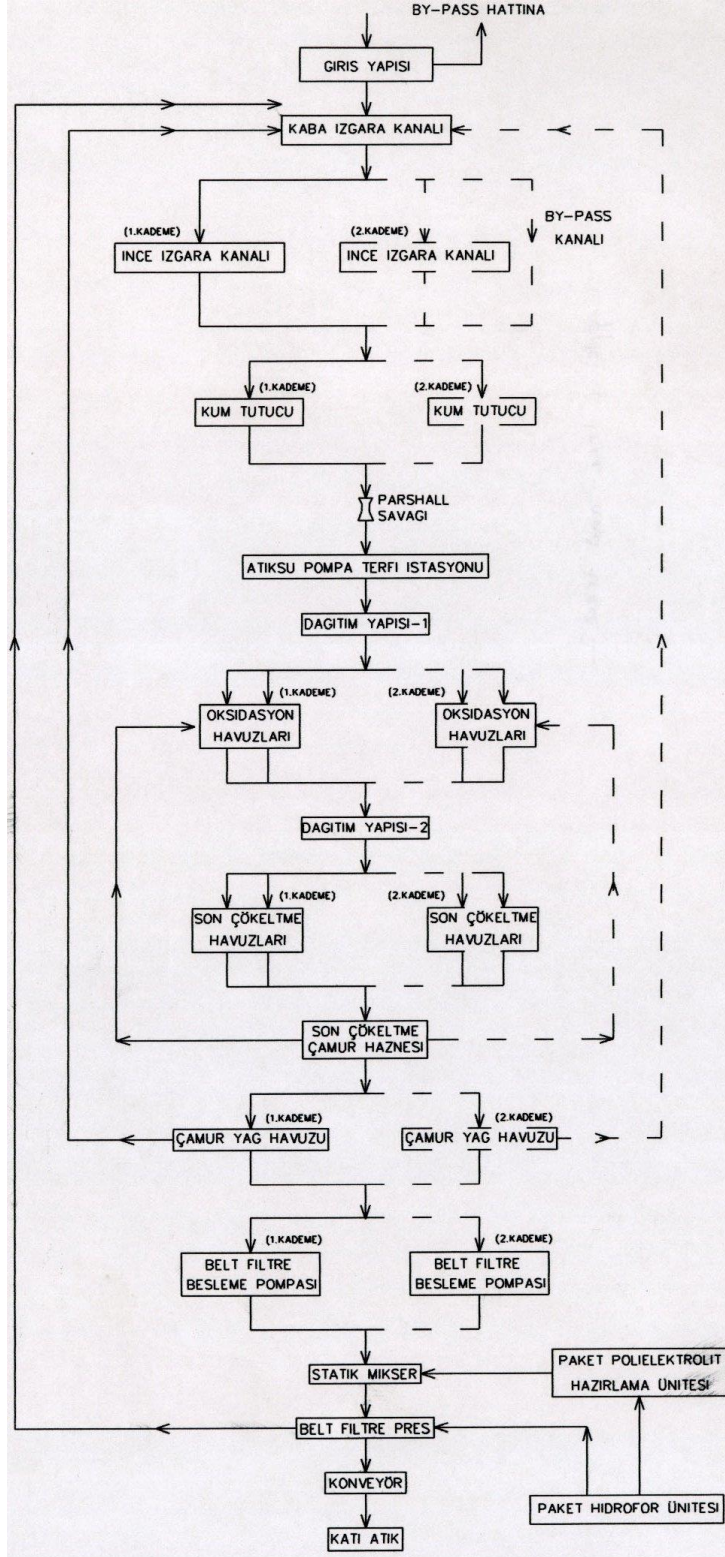 BY-PASS HATTINA
GIRIS YAPISI
KABA IZGARA KANALI
BY-PASS
KANALI
(1.KADEME)
INCE IZGARA KANALI
(2.KADEME)
INCE IZGARA KANALI
(1.KADEME)
KUM TUTUCU
(2.KADEME)
KUM TUTUCU
PARSHALL
SAVAGI
ATIKSU POMPA TERFI ISTASYONU
DAGITIM YAPISI-1
(1.KADEME)
OKSIDASYON
HAVUZLARI
(2.KADEME)
OKSIDASYON
HAVUZLARI
DAGITIM YAPISI-2
(1.KADEME)
SON ÇÖKELTME
HAVUZLARI
(2.KADEME)
SON ÇÖKELTME
HAVUZLARI
SON ÇÖKELTME
ÇAMUR HAZNESI
(1.KADEME)
ÇAMUR YAG HAVUZU
(2.KADEME)
ÇAMUR YAG HAVUZU
(1.KADEME)
BELT FILTRE
BESLEME POMPASI
(2.KADEME)
BELT FILTRE
BESLEME POMPASI
STATIK MIKSER
PAKET POLIELEKTROLIT
HAZIRLAMA ÜNITESI
BELT FILTRE PRES
KONVEYÖR
PAKET HIDROFOR ÜNITESI
KATI ATIK